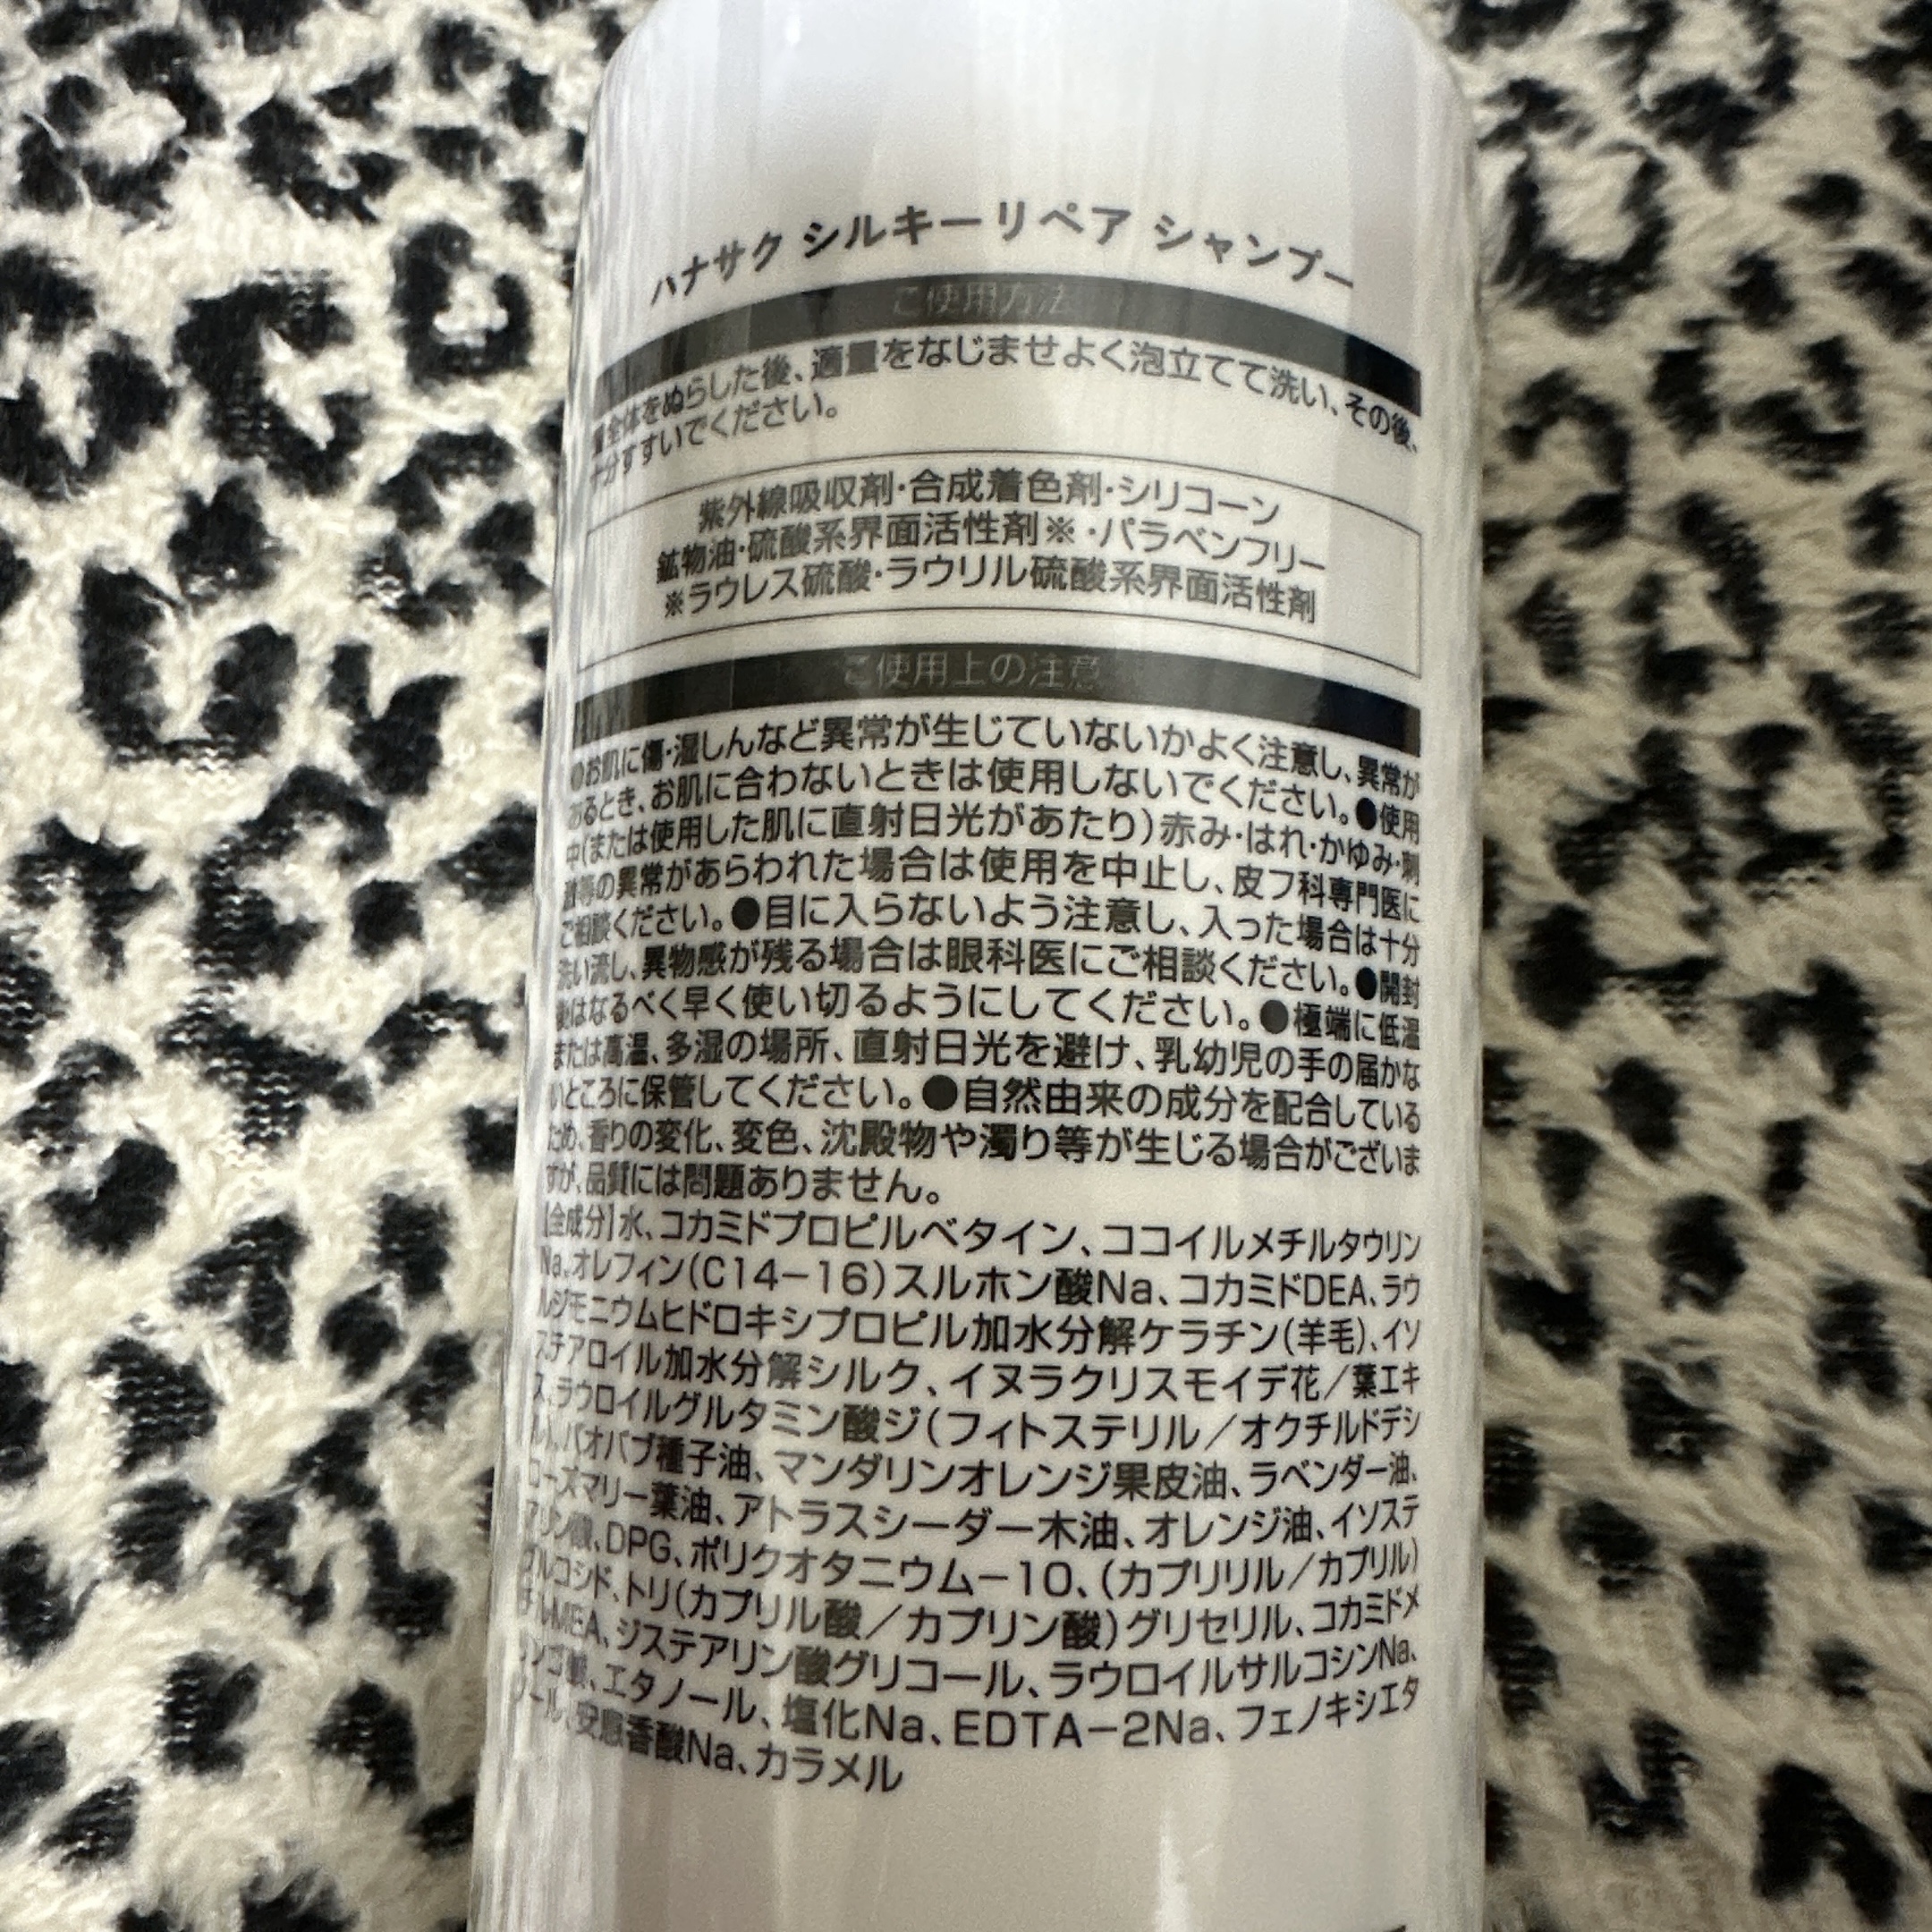 ハナサク シルキーリペア シャンプー
ご使用方法
髪全体をぬらした後、適量をなじませよく泡立てて洗い、その後、
十分すすいでください。
紫外線吸収剤・合成着色剤・シリコーン
鉱物油・硫酸系界面活性剤※・パラベンフリー
※ラウレス硫酸・ラウリル硫酸系界面活性剤
ご使用上の注意
●お肌に傷・湿しんなど異常が生じていないかよく注意し、異常が
あるとき、お肌に合わないときは使用しないでください。●使用
中(または使用した肌に直射日光があたり)赤み・はれ・かゆみ・刺
激等の異常があらわれた場合は使用を中止し、皮フ科専門医に
ご相談ください。●目に入らないよう注意し、入った場合は十分
洗い流し、異物感が残る場合は眼科医にご相談ください。●開封
後はなるべく早く使い切るようにしてください。●極端に低温
または高温、多湿の場所、直射日光を避け、乳幼児の手の届かな
いところに保管してください。●自然由来の成分を配合している
ため、香りの変化、変色、沈殿物や濁り等が生じる場合がございま
すが、品質には問題ありません。
【全成分】水、コカミドプロピルベタイン、ココイルメチルタウリン
Na、オレフィン(C14-16)スルホン酸Na、コカミドDEA、ラウ
ルジモニウムヒドロキシプロピル加水分解ケラチン(羊毛)、イソ
ステアロイル加水分解シルク、イヌラクリスモイデ花/葉エキ
ス、ラウロイルグルタミン酸ジ(フィトステリル/オクチルドデシ
ル)、バオバブ種子油、マンダリンオレンジ果皮油、ラベンダー油、
ローズマリー葉油、アトラスシーダー木油、オレンジ油、イソステ
アリン酸、DPG、ポリクオタニウム-10、(カプリリル/カプリル)
グルコシド、トリ(カプリル酸/カプリン酸)グリセリル、コカミドメ
チルMEA、ジステアリン酸グリコール、ラウロイルサルコシンNa、
リンゴ酸、エタノール、塩化Na、EDTA-2Na、フェノキシエタ
ノール、安息香酸Na、カラメル